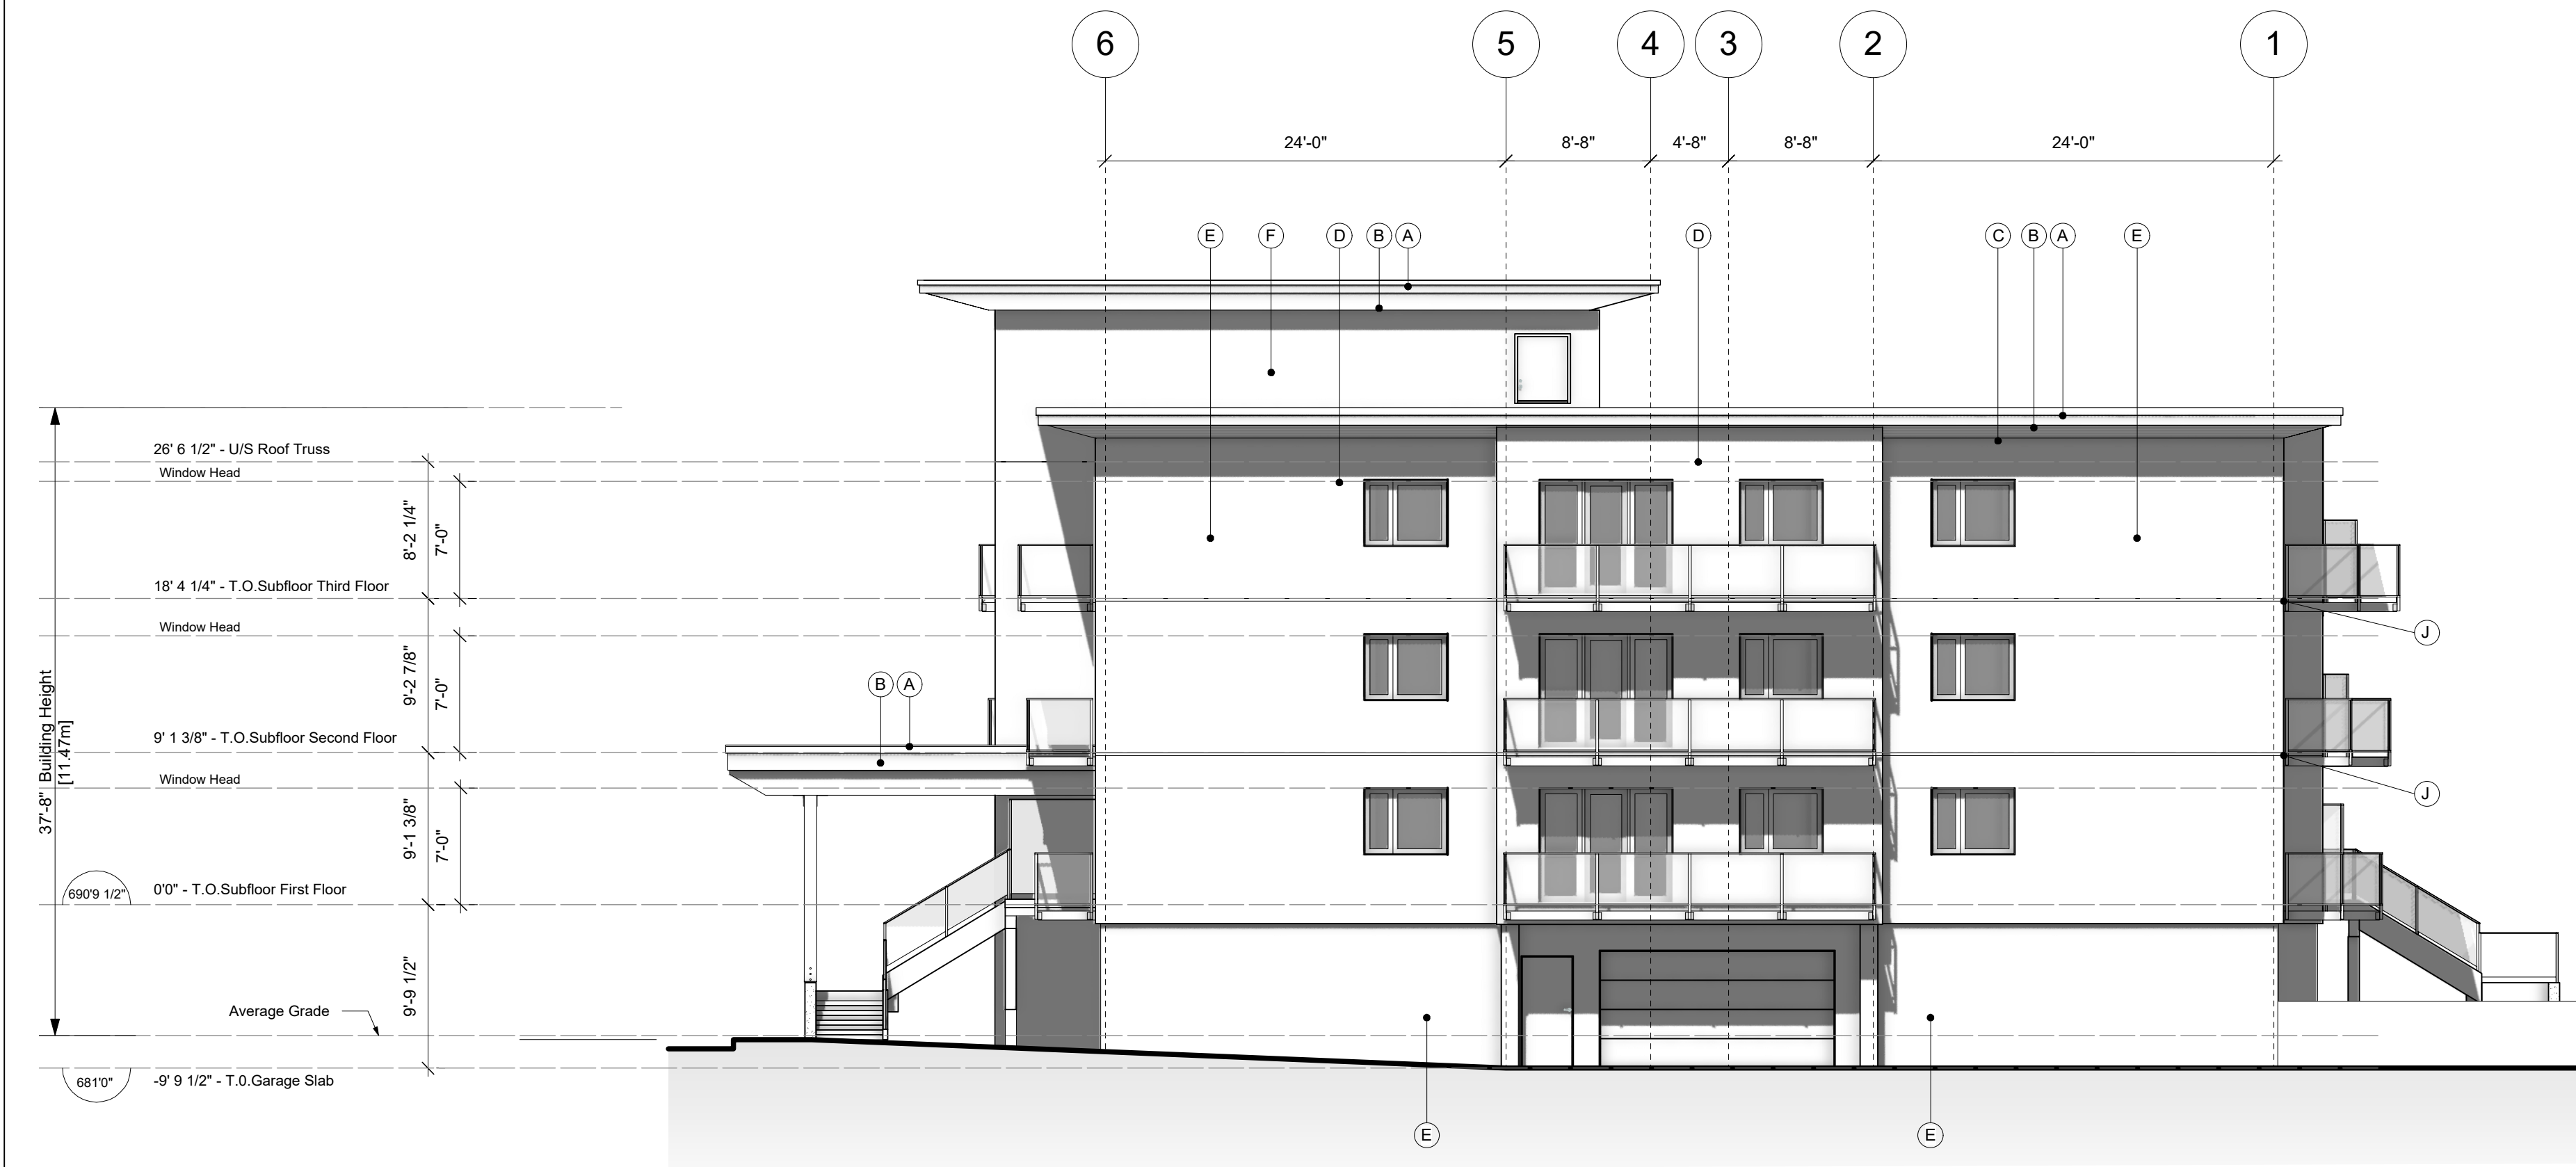 6 5 4 3 2 1
24'-0" 8'-8" 4'-8" 8'-8" 24'-0"
E F D B A D C B A E
26' 6 1/2" - U/S Roof Truss
Window Head
8'-2 1/4"
7'-0"
18' 4 1/4" - T.O.Subfloor Third Floor
Window Head
J
9'-2 7/8"
7'-0"
B A
37'-8" Building Height
[11.47m]
9' 1 3/8" - T.O.Subfloor Second Floor
Window Head
J
9'-1 3/8"
7'-0"
690'9 1/2"
0'0" - T.O.Subfloor First Floor
9'-9 1/2"
Average Grade
681'0"
-9' 9 1/2" - T.0.Garage Slab
E E